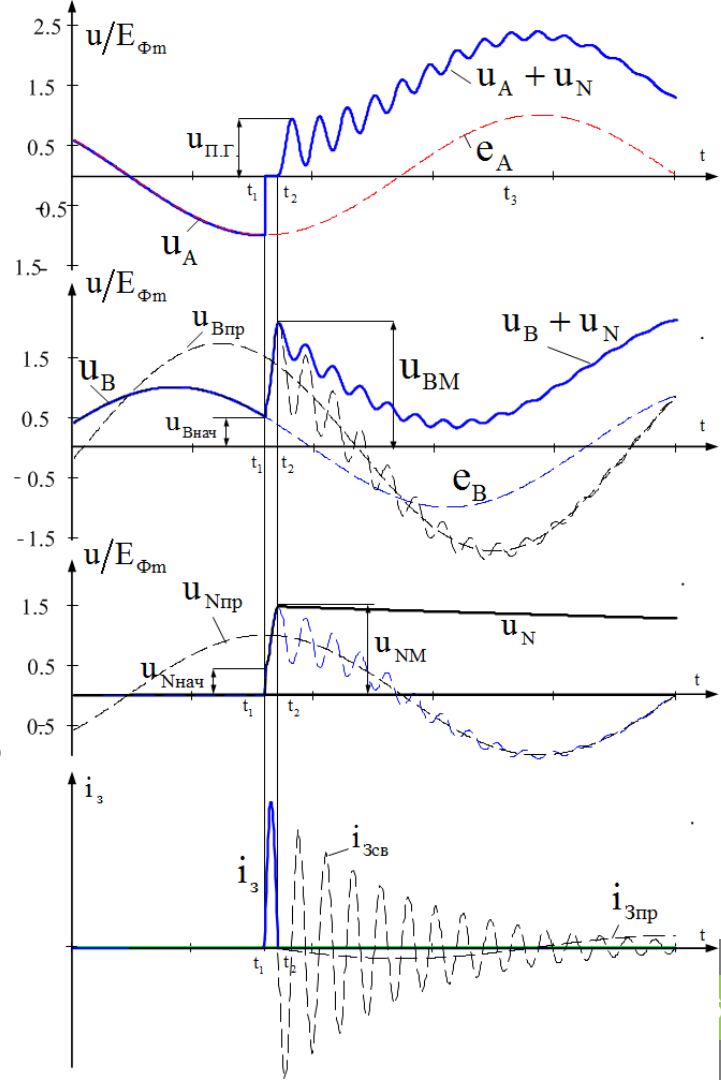 2.5
u/EФm
uA + uN
1.5
uП.Г.
0.5
eA
t
t1
t2
t3
-0.5
uA
1.5-
u/EФm
uBпр
uB + uN
1.5
uB
uBM
0.5
uBнач
t
t1
t2
- 0.5
eB
- 1.5
u/EФm
uNпр
1.5
uN
uNM
0.5
uNнач
t
t1
t2
0.5
iз
iЗсв
iз
iЗпр
t
t1
t2